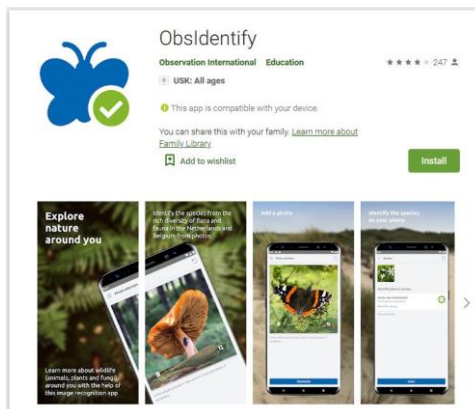 ObsIdentify
Observation International Education
247
USK: All ages
This app is compatible with your device.
You can share this with your family. Learn more about
Family Library
Add to wishlist
Install
Explore
nature
around you
Learn more about wildlife
(animals, plants and fungi)
around you with the help of
this image recognition app
Identify the species from the
rich diversity of flora and
fauna in the Netherlands and
Belgium from photos.
Add a photo
Identify the species
on your photo